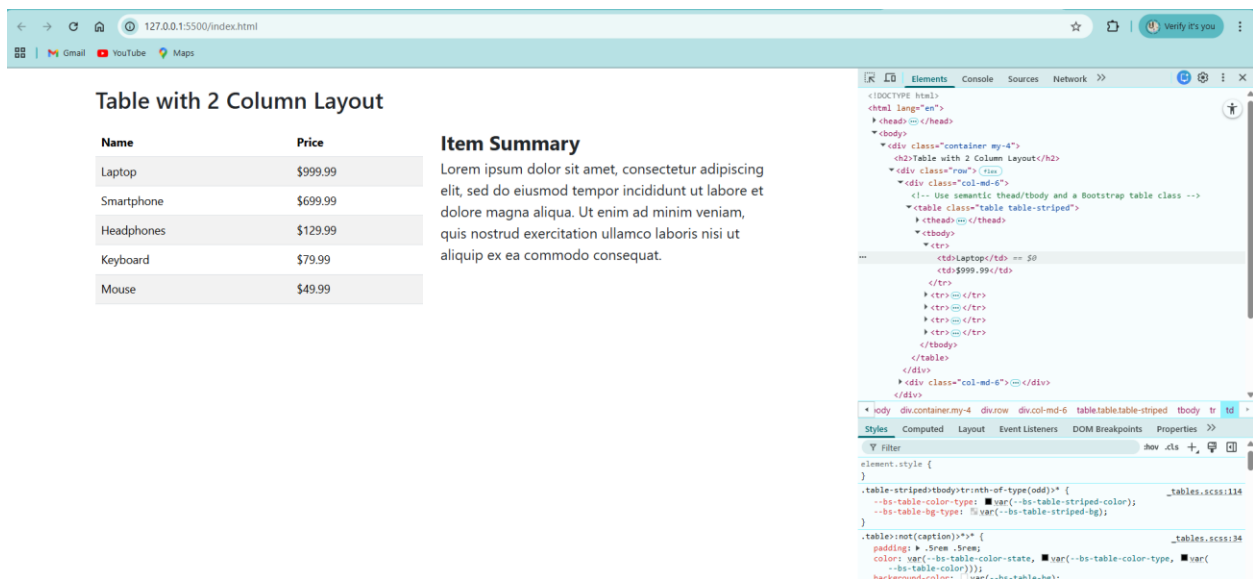 127.0.0.1:5500/index.html
Verify it's you
Gmail
YouTube
Maps
Table with 2 Column Layout
Name Price
Laptop $999.99
Smartphone $699.99
Headphones $129.99
Keyboard $79.99
Mouse $49.99
Item Summary
Lorem ipsum dolor sit amet, consectetur adipiscing
elit, sed do eiusmod tempor incididunt ut labore et
dolore magna aliqua. Ut enim ad minim veniam,
quis nostrud exercitation ullamco laboris nisi ut
aliquip ex ea commodo consequat.
Elements Console Sources Network
<!DOCTYPE html>
<html lang="en">
<head> </head>
<body>
<div class="container my-4">
<h2>Table with 2 Column Layout</h2>
<div class="row"> flex
<div class="col-md-6">
<!-- Use semantic thead/tbody and a Bootstrap table class -->
<table class="table table-striped">
<thead> </thead>
<tbody>
<tr>
<td>Laptop</td> == $0
<td>$999.99</td>
</tr>
<tr> </tr>
<tr> </tr>
<tr> </tr>
<tr> </tr>
</tbody>
</table>
</div>
<div class="col-md-6"> </div>
</div>
div.container.my-4 div.row div.col-md-6 table.table.table-striped tbody tr td
Styles Computed Layout Event Listeners DOM Breakpoints Properties
Filter :hov .cls
element.style {
}
.table-striped>tbody>tr:nth-of-type(odd)>* { _tables.scss:114
--bs-table-color-type: var(--bs-table-striped-color);
--bs-table-bg-type: var(--bs-table-striped-bg);
}
.table>:not(caption)>*>* { _tables.scss:34
padding: .5rem .5rem;
color: var(--bs-table-color-state, var(--bs-table-color-type, var(
--bs-table-color)));
background-color: var(--bs-table-bg);